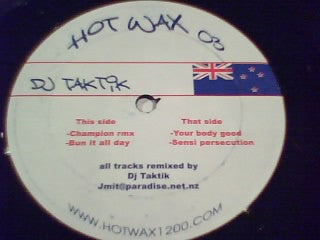 HOT WAX 03
DJ TAKTIK
This side
-Champion rmx
-Bun it all day
That side
-Your body good
-Sensi persecution
all tracks remixed by
Dj Taktik
Jmit@paradise.net.nz
WWW.HOTWAX1200.COM